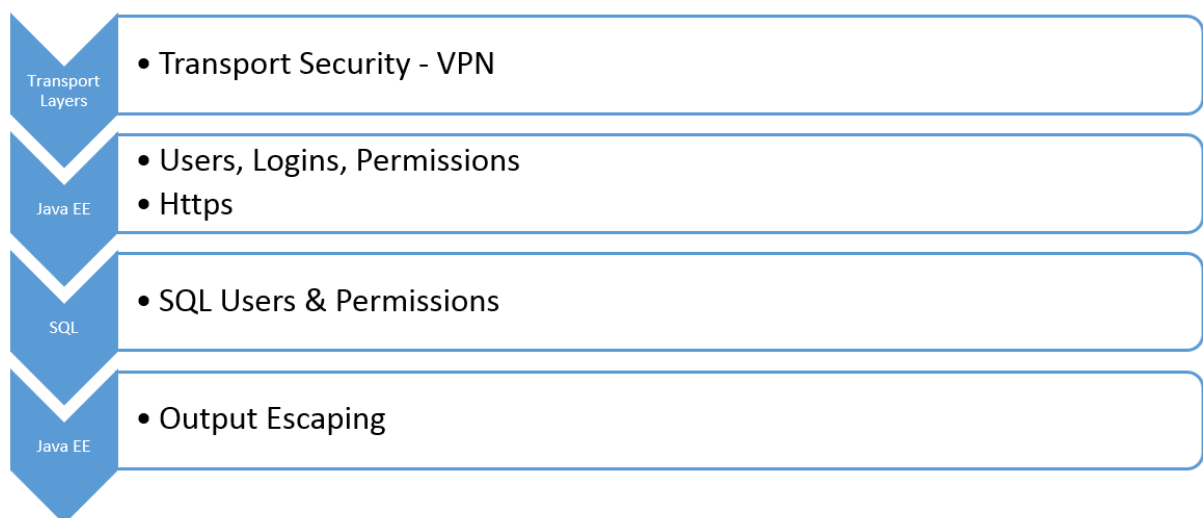 Transport
Layers
• Transport Security - VPN
Java EE
• Users, Logins, Permissions
• Https
SQL
• SQL Users & Permissions
Java EE
• Output Escaping